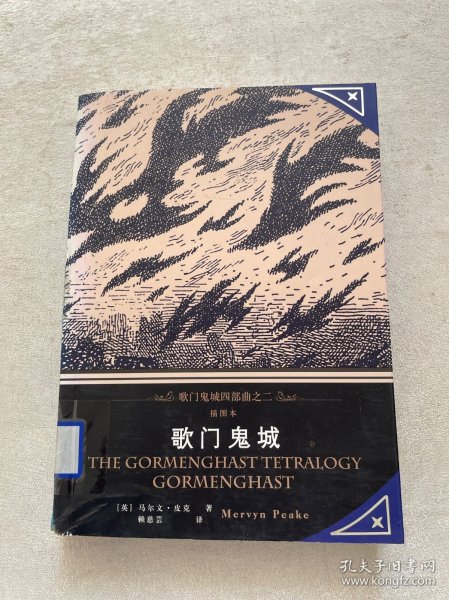 歌门鬼城四部曲之二
插图本
歌门鬼城
THE GORMENGHAST TETRALOGY
GORMENGHAST
[英] 马尔文·皮克 著
赖慈芸 译
Mervyn Peake
孔夫子旧书网
www.kongfz.com